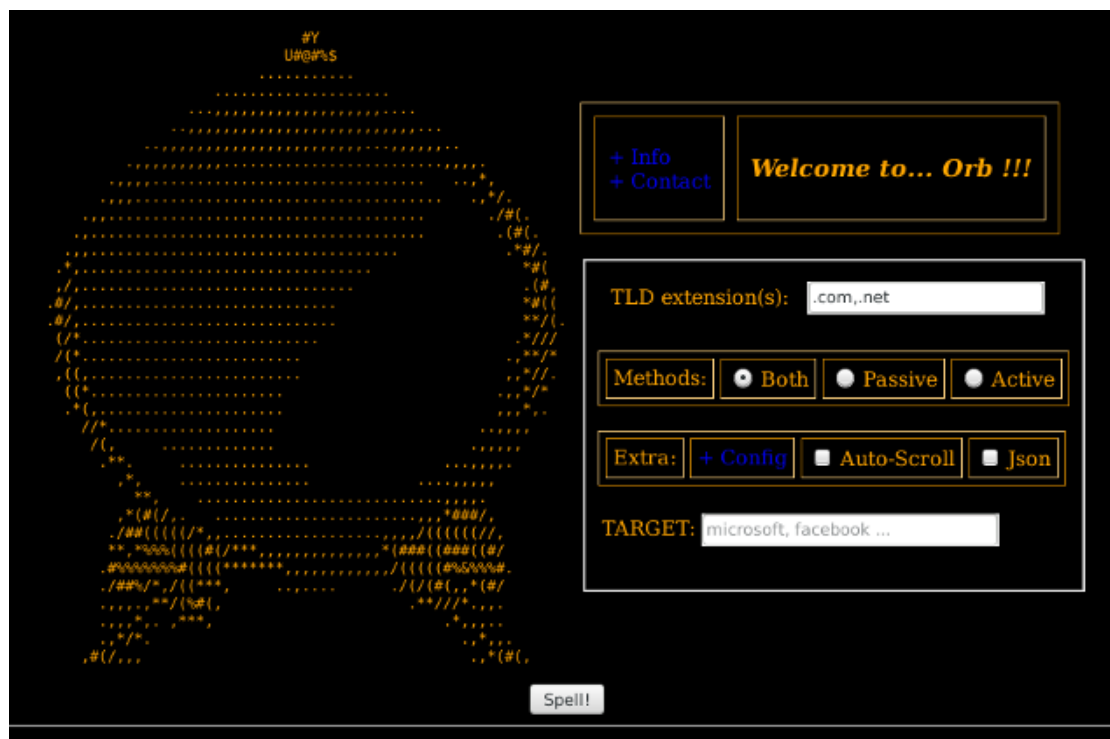 + Info
+ Contact
Welcome to... Orb !!!
TLD extension(s): .com,.net
Methods: Both Passive Active
Extra: + Config Auto-Scroll Json
TARGET: microsoft, facebook ...
Spell!